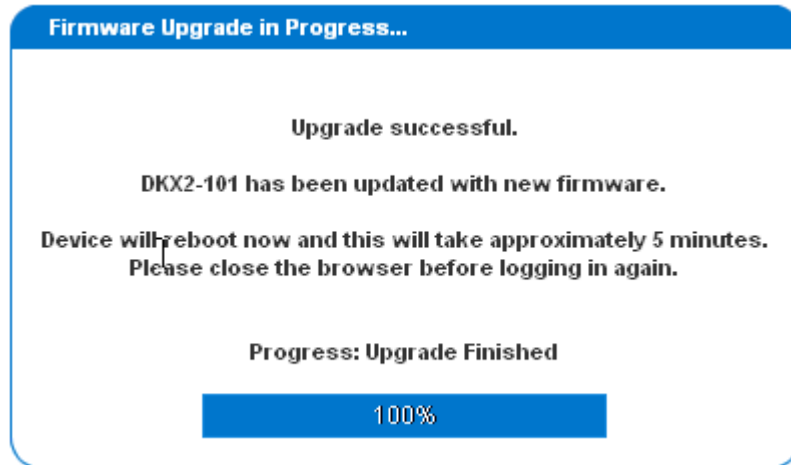 Firmware Upgrade in Progress...
Upgrade successful.
DKX2-101 has been updated with new firmware.
Device will reboot now and this will take approximately 5 minutes.
Please close the browser before logging in again.
Progress: Upgrade Finished
100%